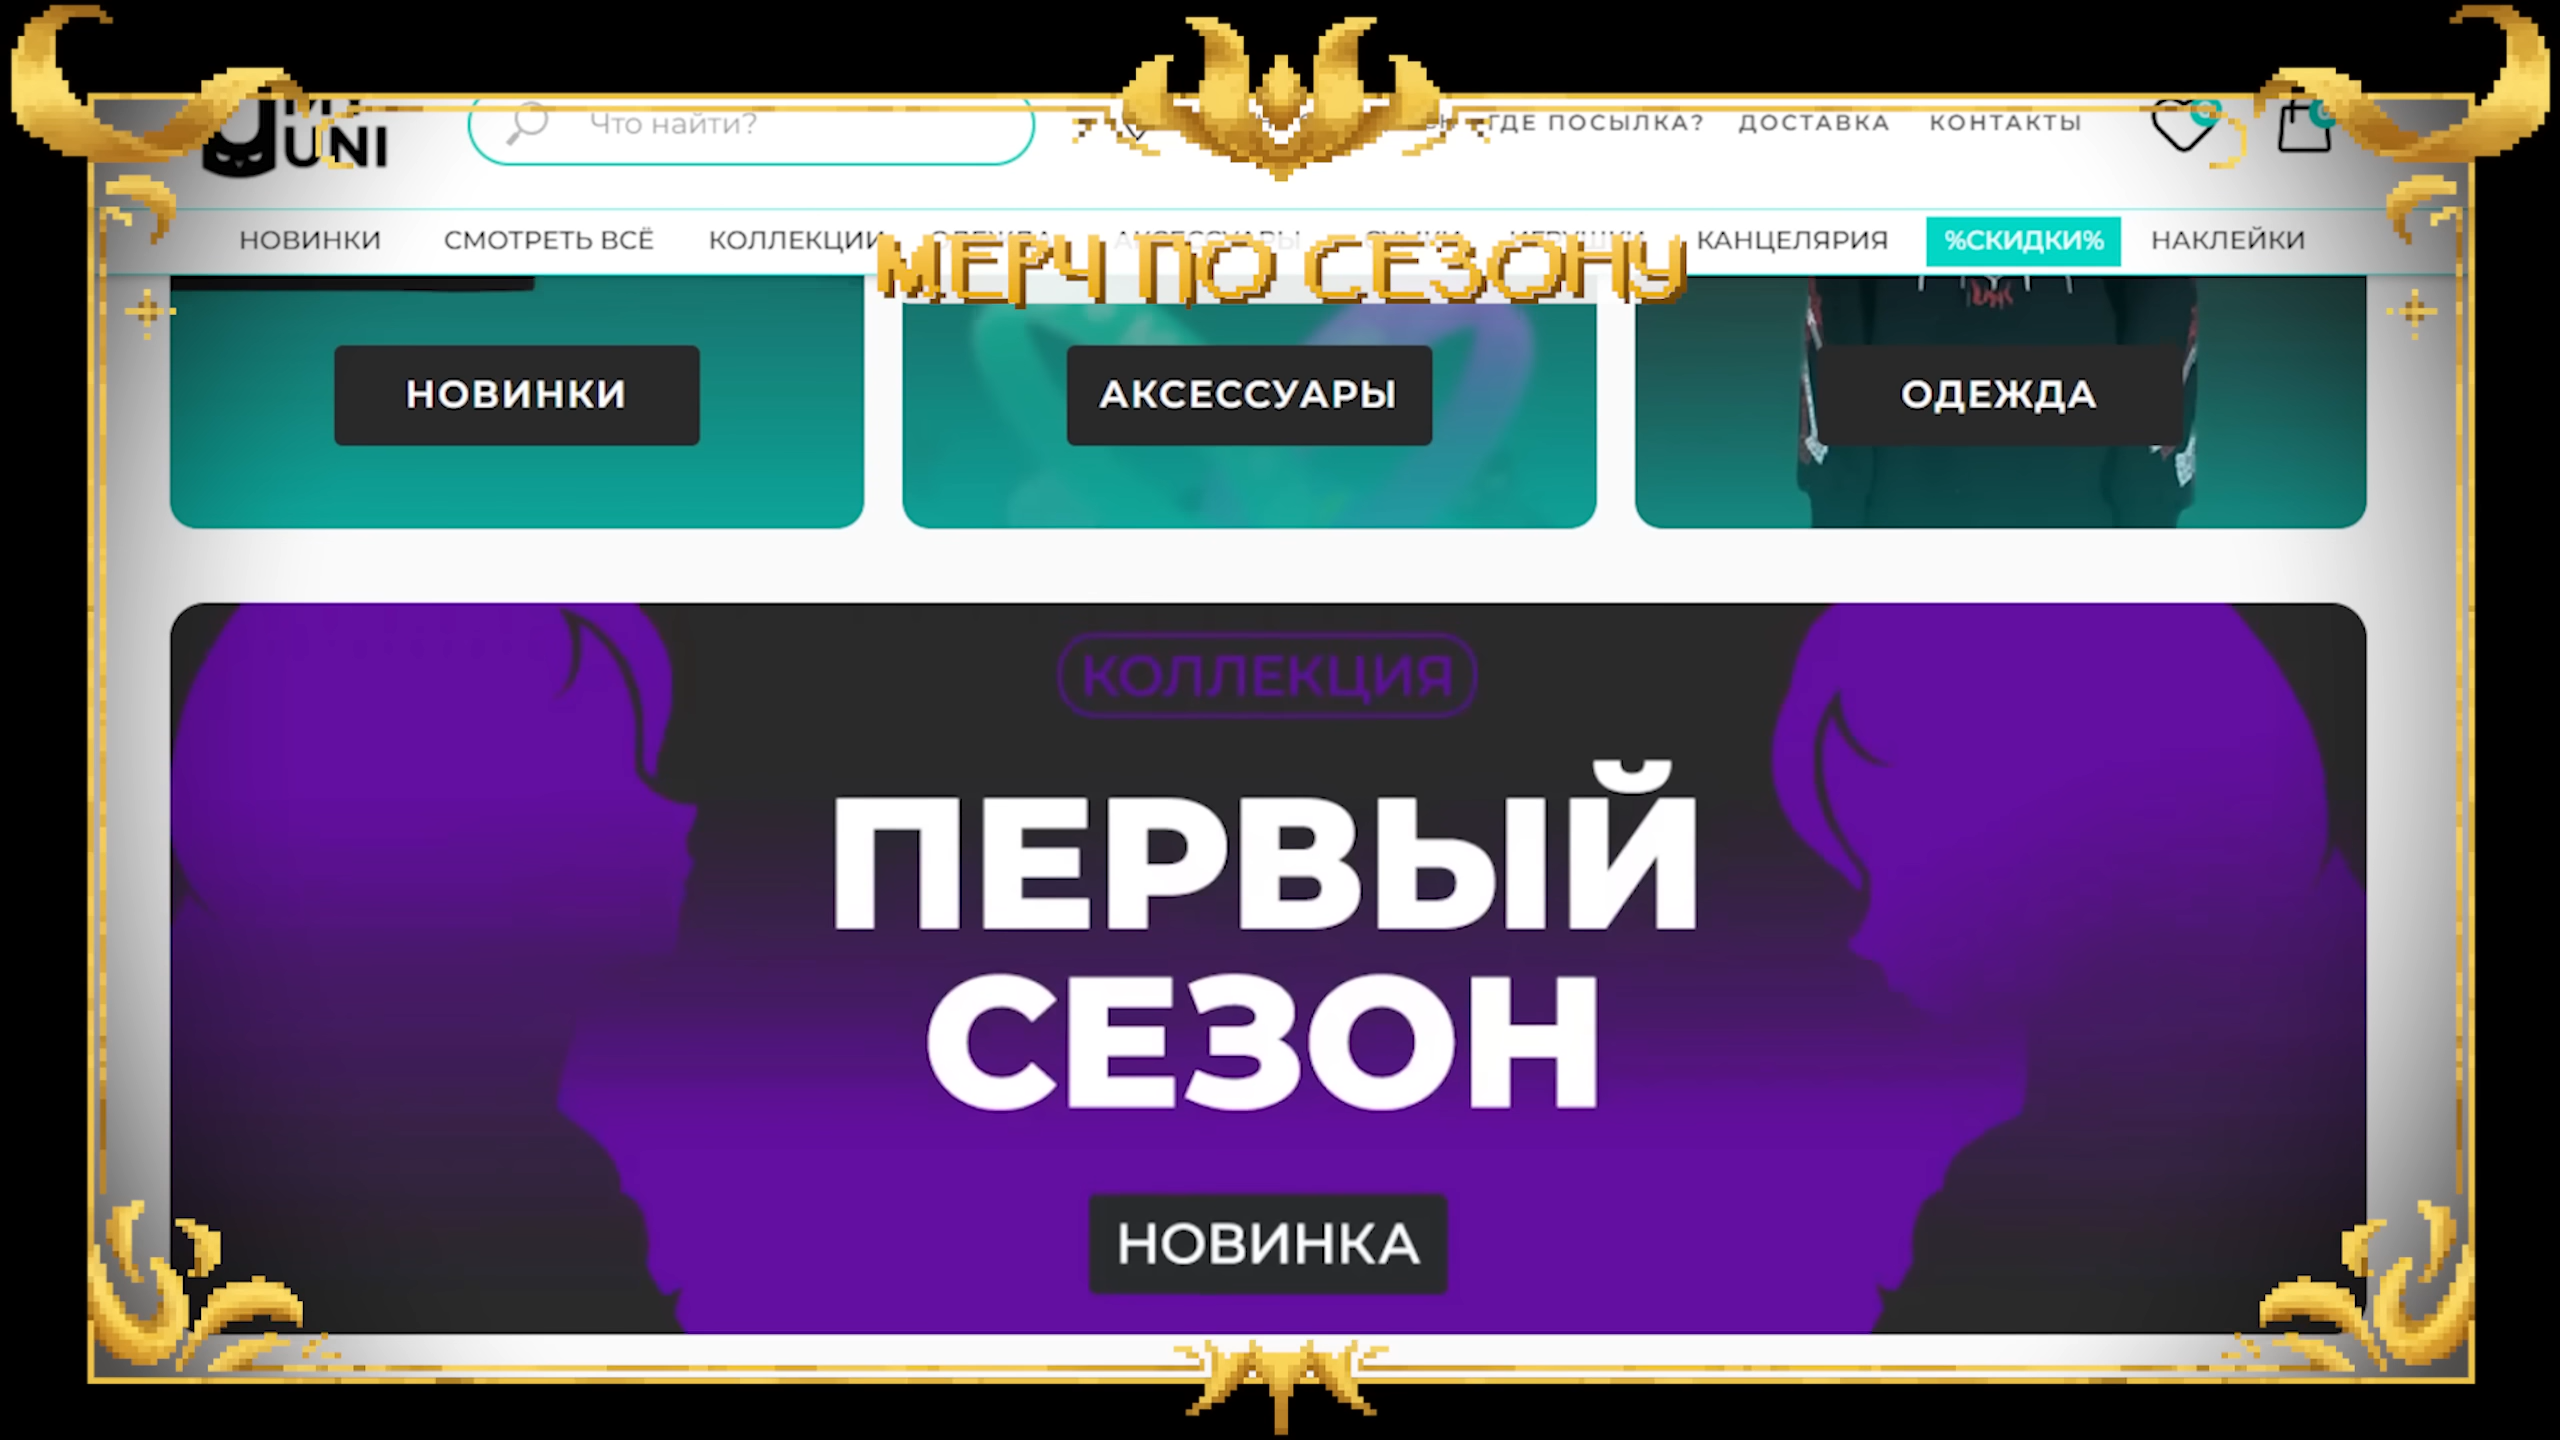 UNI
Что найти?
ГДЕ ПОСЫЛКА? ДОСТАВКА КОНТАКТЫ
НОВИНКИ СМОТРЕТЬ ВСЁ КОЛЛЕКЦИИ КАНЦЕЛЯРИЯ %СКИДКИ% НАКЛЕЙКИ
МЕРЧ ПО СЕЗОНУ
НОВИНКИ АКСЕССУАРЫ ОДЕЖДА
КОЛЛЕКЦИЯ
ПЕРВЫЙ
СЕЗОН
НОВИНКА